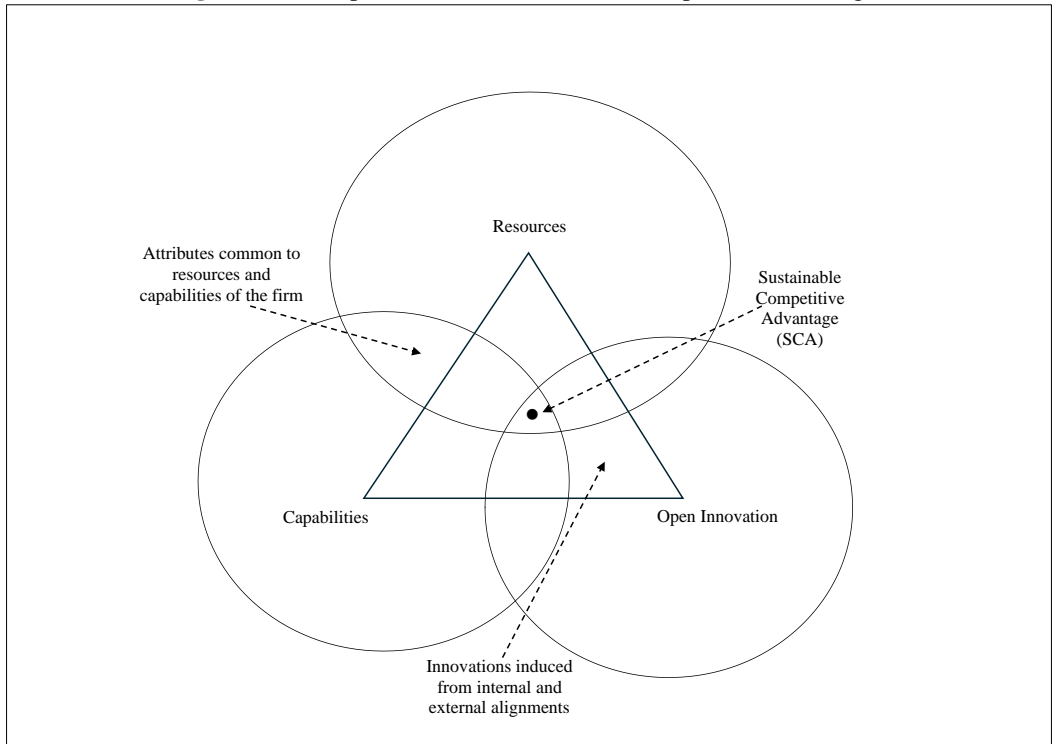 Resources
Attributes common to
resources and
capabilities of the firm
Sustainable
Competitive
Advantage
(SCA)
Capabilities
Open Innovation
Innovations induced
from internal and
external alignments